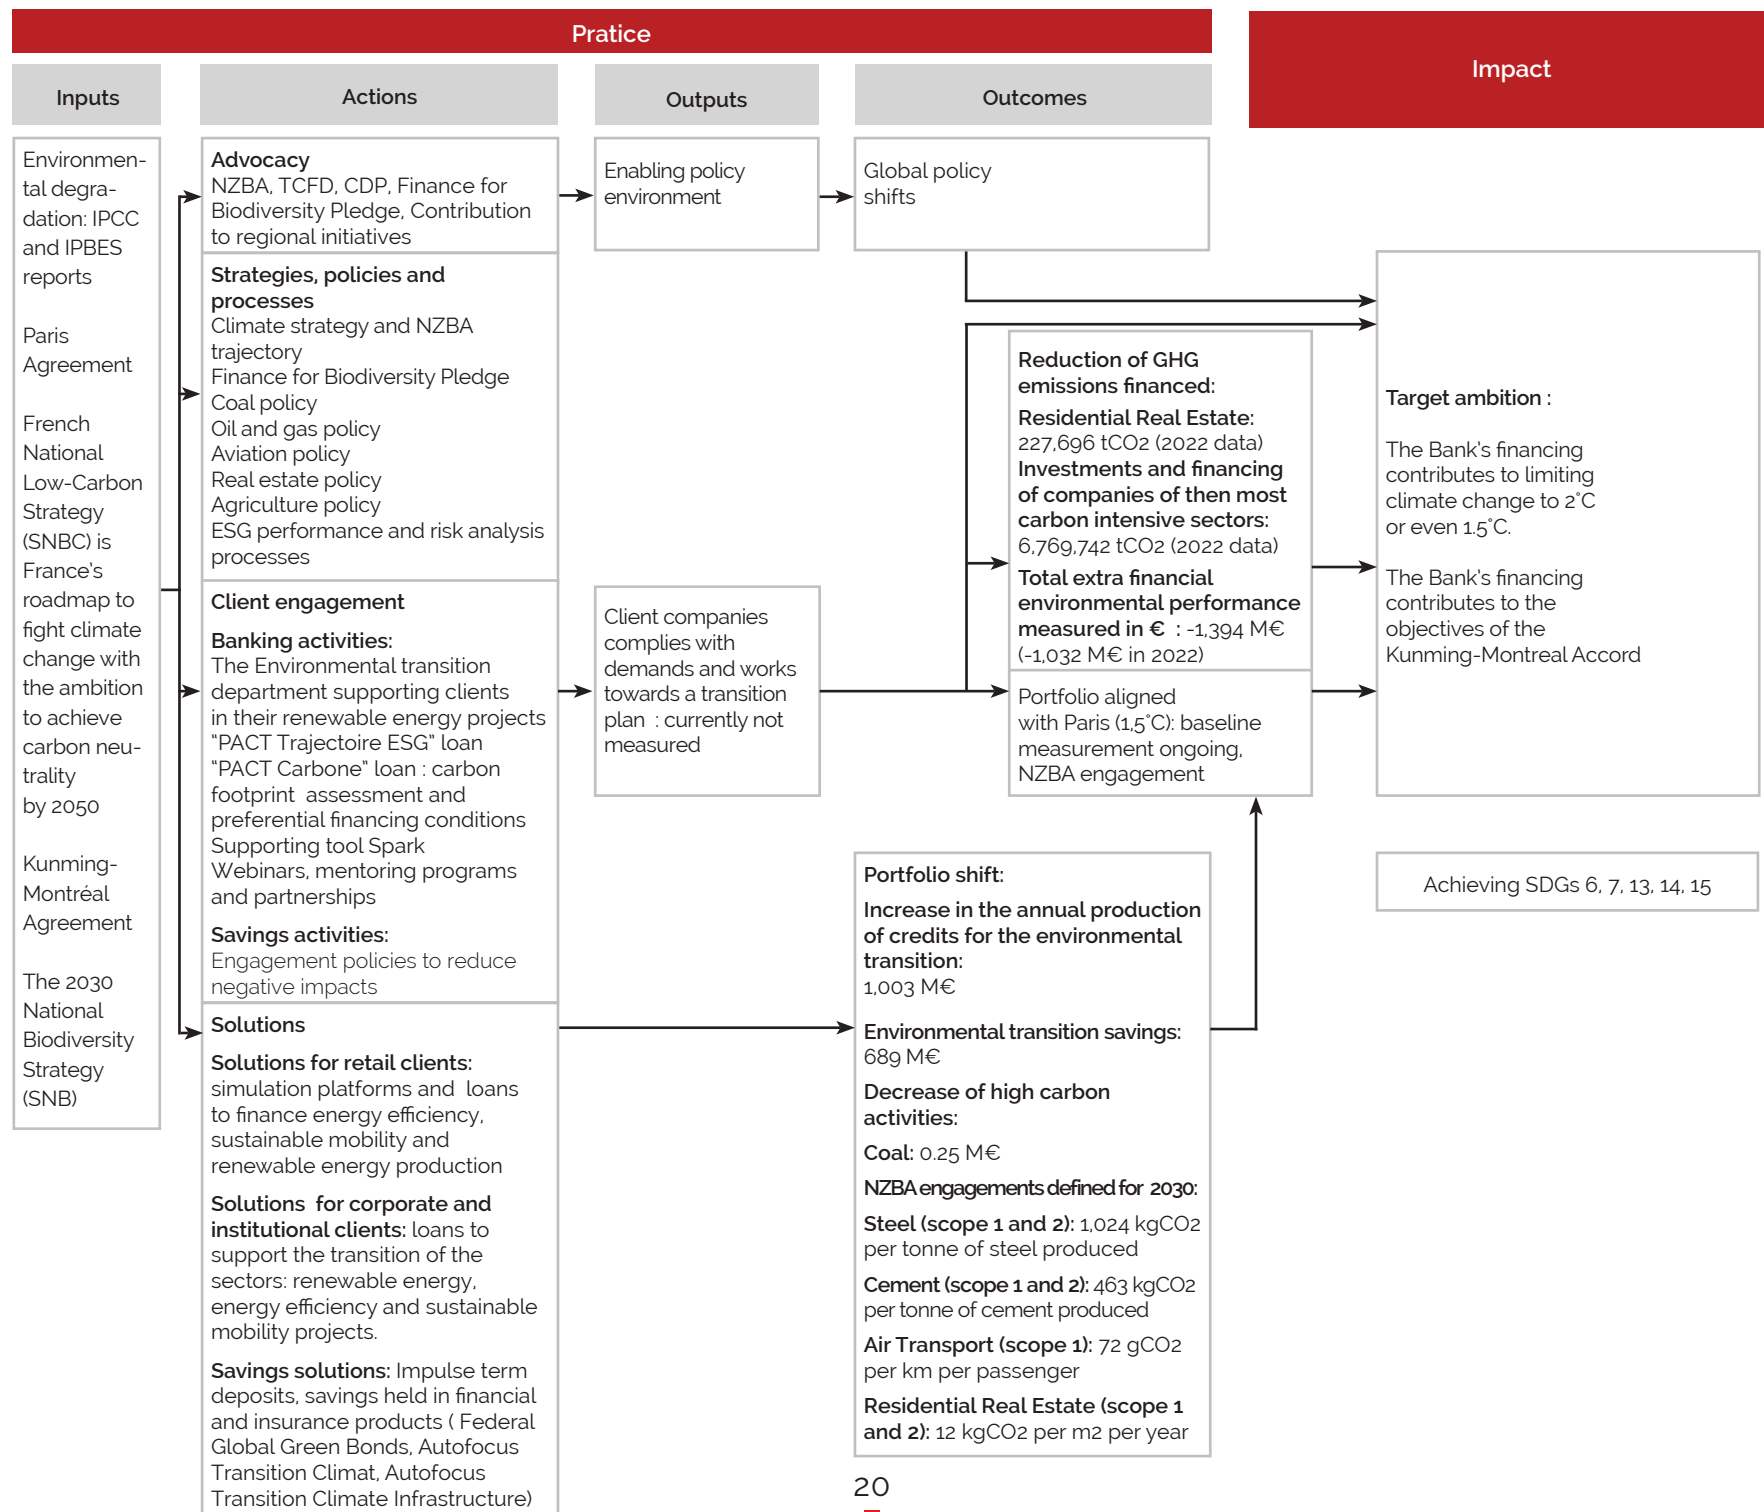 Pratice
Impact
Inputs
Actions
Outputs
Outcomes
Environmen-
tal degra-
dation: IPCC
and IPBES
reports
Paris
Agreement
French
National
Low-Carbon
Strategy
(SNBC) is
France's
roadmap to
fight climate
change with
the ambition
to achieve
carbon neu-
trality
by 2050
Kunming-
Montréal
Agreement
The 2030
National
Biodiversity
Strategy
(SNB)
Advocacy
NZBA, TCFD, CDP, Finance for
Biodiversity Pledge, Contribution
to regional initiatives
Strategies, policies and
processes
Climate strategy and NZBA
trajectory
Finance for Biodiversity Pledge
Coal policy
Oil and gas policy
Aviation policy
Real estate policy
Agriculture policy
ESG performance and risk analysis
processes
Client engagement
Banking activities:
The Environmental transition
department supporting clients
in their renewable energy projects
"PACT Trajectoire ESG" loan
"PACT Carbone" loan : carbon
footprint assessment and
preferential financing conditions
Supporting tool Spark
Webinars, mentoring programs
and partnerships
Savings activities:
Engagement policies to reduce
negative impacts
Solutions
Solutions for retail clients:
simulation platforms and loans
to finance energy efficiency,
sustainable mobility and
renewable energy production
Solutions for corporate and
institutional clients: loans to
support the transition of the
sectors: renewable energy,
energy efficiency and sustainable
mobility projects.
Savings solutions: Impulse term
deposits, savings held in financial
and insurance products ( Federal
Global Green Bonds, Autofocus
Transition Climat, Autofocus
Transition Climate Infrastructure)
Enabling policy
environment
Client companies
complies with
demands and works
towards a transition
plan : currently not
measured
Global policy
shifts
Reduction of GHG
emissions financed:
Residential Real Estate:
227,696 tCO2 (2022 data)
Investments and financing
of companies of then most
carbon intensive sectors:
6,769,742 tCO2 (2022 data)
Total extra financial
environmental performance
measured in € : -1,394 M€
(-1,032 M€ in 2022)
Portfolio aligned
with Paris (1,5°C): baseline
measurement ongoing,
NZBA engagement
Portfolio shift:
Increase in the annual production
of credits for the environmental
transition:
1,003 M€
Environmental transition savings:
689 M€
Decrease of high carbon
activities:
Coal: 0.25 M€
NZBA engagements defined for 2030:
Steel (scope 1 and 2): 1,024 kgCO2
per tonne of steel produced
Cement (scope 1 and 2): 463 kgCO2
per tonne of cement produced
Air Transport (scope 1): 72 gCO2
per km per passenger
Residential Real Estate (scope 1
and 2): 12 kgCO2 per m2 per year
Target ambition :
The Bank's financing
contributes to limiting
climate change to 2°C
or even 1.5°C.
The Bank's financing
contributes to the
objectives of the
Kunming-Montreal Accord
Achieving SDGs 6, 7, 13, 14, 15
20